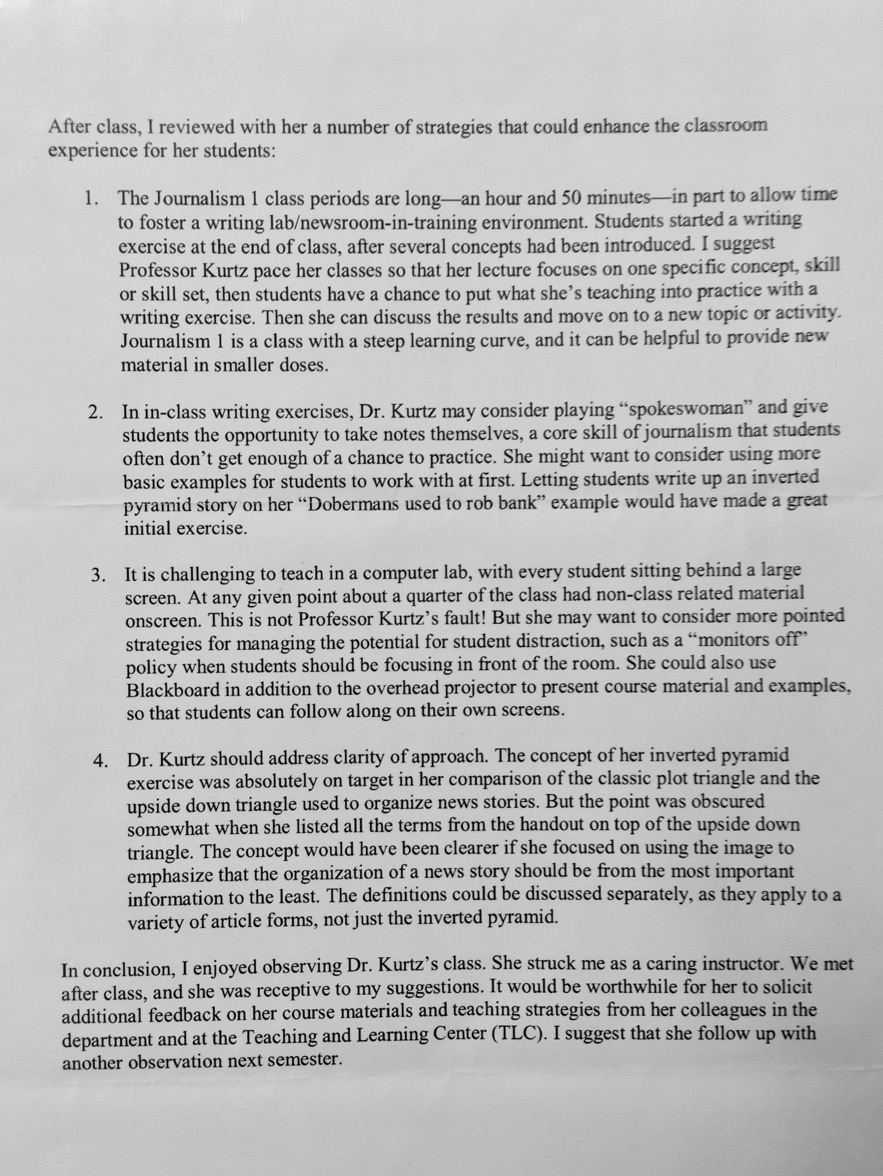 After class, I reviewed with her a number of strategies that could enhance the classroom
experience for her students:
1. The Journalism 1 class periods are long—an hour and 50 minutes—in part to allow time
to foster a writing lab/newsroom-in-training environment. Students started a writing
exercise at the end of class, after several concepts had been introduced. I suggest
Professor Kurtz pace her classes so that her lecture focuses on one specific concept, skill
or skill set, then students have a chance to put what she’s teaching into practice with a
writing exercise. Then she can discuss the results and move on to a new topic or activity.
Journalism 1 is a class with a steep learning curve, and it can be helpful to provide new
material in smaller doses.
2. In in-class writing exercises, Dr. Kurtz may consider playing “spokeswoman” and give
students the opportunity to take notes themselves, a core skill of journalism that students
often don’t get enough of a chance to practice. She might want to consider using more
basic examples for students to work with at first. Letting students write up an inverted
pyramid story on her “Dobermans used to rob bank” example would have made a great
initial exercise.
3. It is challenging to teach in a computer lab, with every student sitting behind a large
screen. At any given point about a quarter of the class had non-class related material
onscreen. This is not Professor Kurtz’s fault! But she may want to consider more pointed
strategies for managing the potential for student distraction, such as a “monitors off”
policy when students should be focusing in front of the room. She could also use
Blackboard in addition to the overhead projector to present course material and examples,
so that students can follow along on their own screens.
4. Dr. Kurtz should address clarity of approach. The concept of her inverted pyramid
exercise was absolutely on target in her comparison of the classic plot triangle and the
upside down triangle used to organize news stories. But the point was obscured
somewhat when she listed all the terms from the handout on top of the upside down
triangle. The concept would have been clearer if she focused on using the image to
emphasize that the organization of a news story should be from the most important
information to the least. The definitions could be discussed separately, as they apply to a
variety of article forms, not just the inverted pyramid.
In conclusion, I enjoyed observing Dr. Kurtz’s class. She struck me as a caring instructor. We met
after class, and she was receptive to my suggestions. It would be worthwhile for her to solicit
additional feedback on her course materials and teaching strategies from her colleagues in the
department and at the Teaching and Learning Center (TLC). I suggest that she follow up with
another observation next semester.